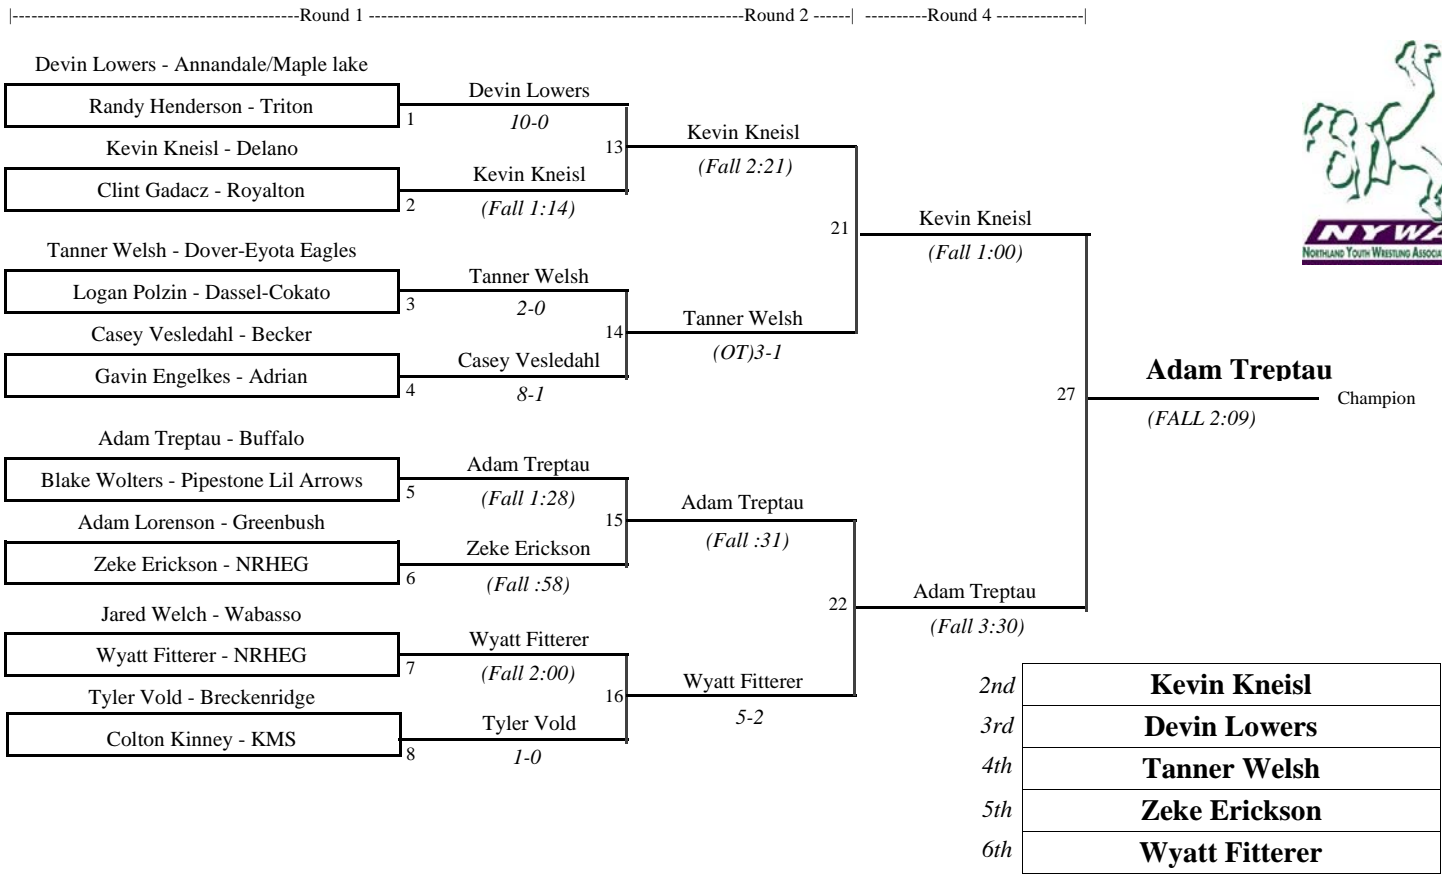 |-----------------------------------------Round 1 -----------------------------------------------------------------Round 2 ------| ----------Round 4 --------------|
Devin Lowers - Annandale/Maple lake
Randy Henderson - Triton
1
Kevin Kneisl - Delano
Clint Gadacz - Royalton
2
Tanner Welsh - Dover-Eyota Eagles
Logan Polzin - Dassel-Cokato
3
Casey Vesledahl - Becker
Gavin Engelkes - Adrian
4
Adam Treptau - Buffalo
Blake Wolters - Pipestone Lil Arrows
5
Adam Lorenson - Greenbush
Zeke Erickson - NRHEG
6
Jared Welch - Wabasso
Wyatt Fitterer - NRHEG
7
Tyler Vold - Breckenridge
Colton Kinney - KMS
8
Devin Lowers
10-0
13
Kevin Kneisl
(Fall 1:14)
Tanner Welsh
2-0
14
Casey Vesledahl
8-1
Adam Treptau
(Fall 1:28)
15
Zeke Erickson
(Fall :58)
Wyatt Fitterer
(Fall 2:00)
16
Tyler Vold
1-0
Kevin Kneisl
(Fall 2:21)
21
Tanner Welsh
(OT)3-1
Adam Treptau
(Fall :31)
22
Wyatt Fitterer
5-2
Kevin Kneisl
(Fall 1:00)
27
Adam Treptau
(Fall 3:30)
NYWA
NORTHLAND YOUTH WRESTLING ASSOCIA
Adam Treptau
Champion
(FALL 2:09)
2nd Kevin Kneisl
3rd Devin Lowers
4th Tanner Welsh
5th Zeke Erickson
6th Wyatt Fitterer